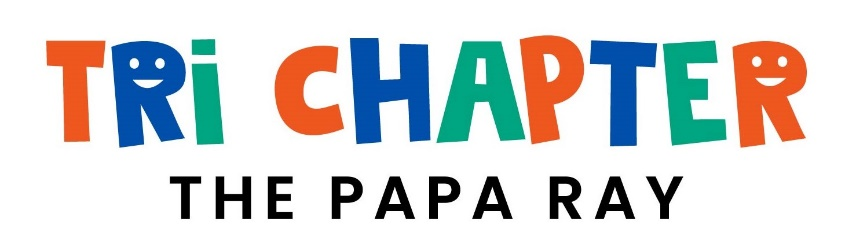 TRi CHAPTER
THE PAPA RAY